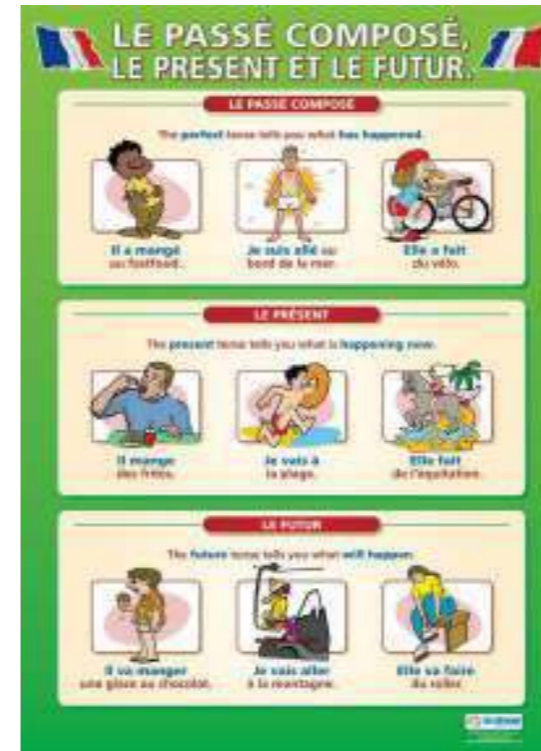 LE PASSÉ COMPOSÉ,
LE PRÉSENT ET LE FUTUR.
LE PASSÉ COMPOSÉ
The perfect tense tells you what has happened.
Il a mangé
au fastfood.
Je suis allé au
bord de la mer.
Elle a fait
du vélo.
LE PRÉSENT
The present tense tells you what is happening now.
Il mange
des frites.
Je vais à
la plage.
Elle fait
de l'équitation.
LE FUTUR
The future tense tells you what will happen.
Il va manger
une glace au chocolat.
Je vais aller
à la montagne.
Elle va faire
du roller.